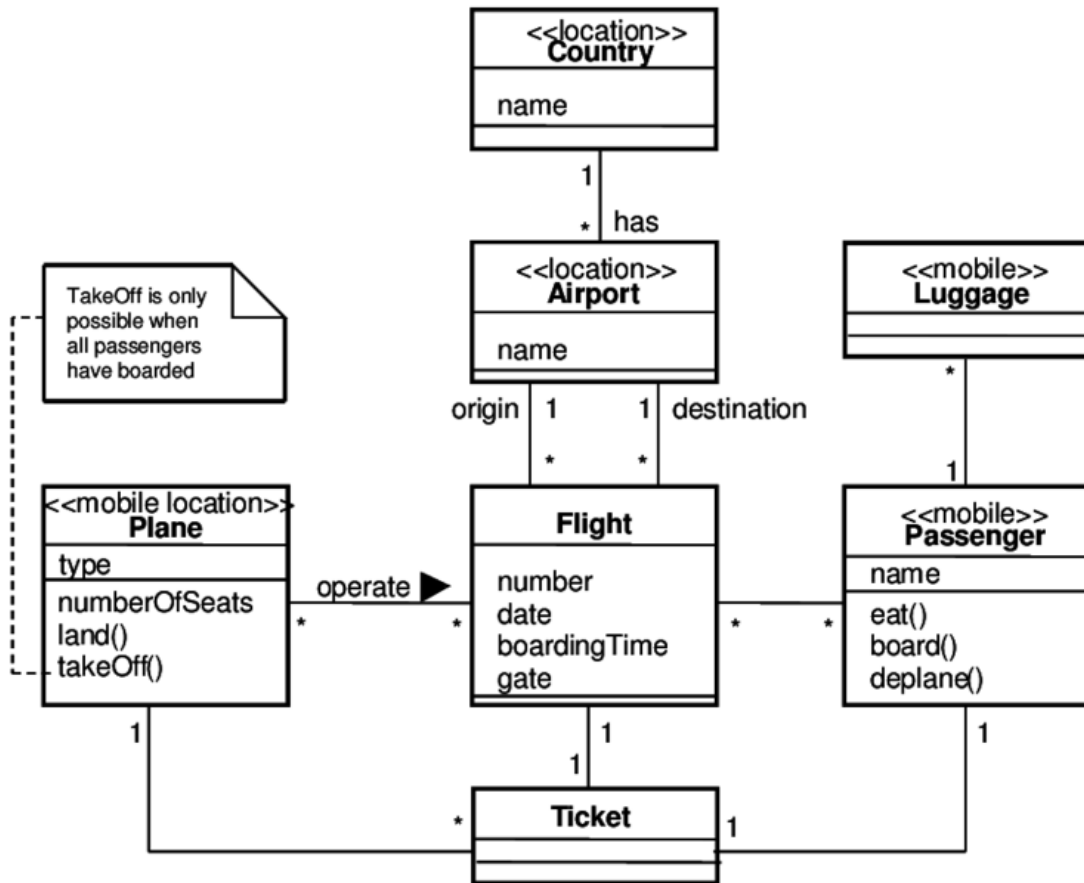 <<location>>
Country
name
1
* has
<<location>>
Airport
name
<<mobile>>
Luggage
TakeOff is only
possible when
all passengers
have boarded
origin 1 1 destination
* *
*
1
<<mobile location>>
Plane
type
numberOfSeats
land()
takeOff()
operate
* *
Flight
number
date
boardingTime
gate
* *
<<mobile>>
Passenger
name
eat()
board()
deplane()
1 1 1
1
* Ticket 1